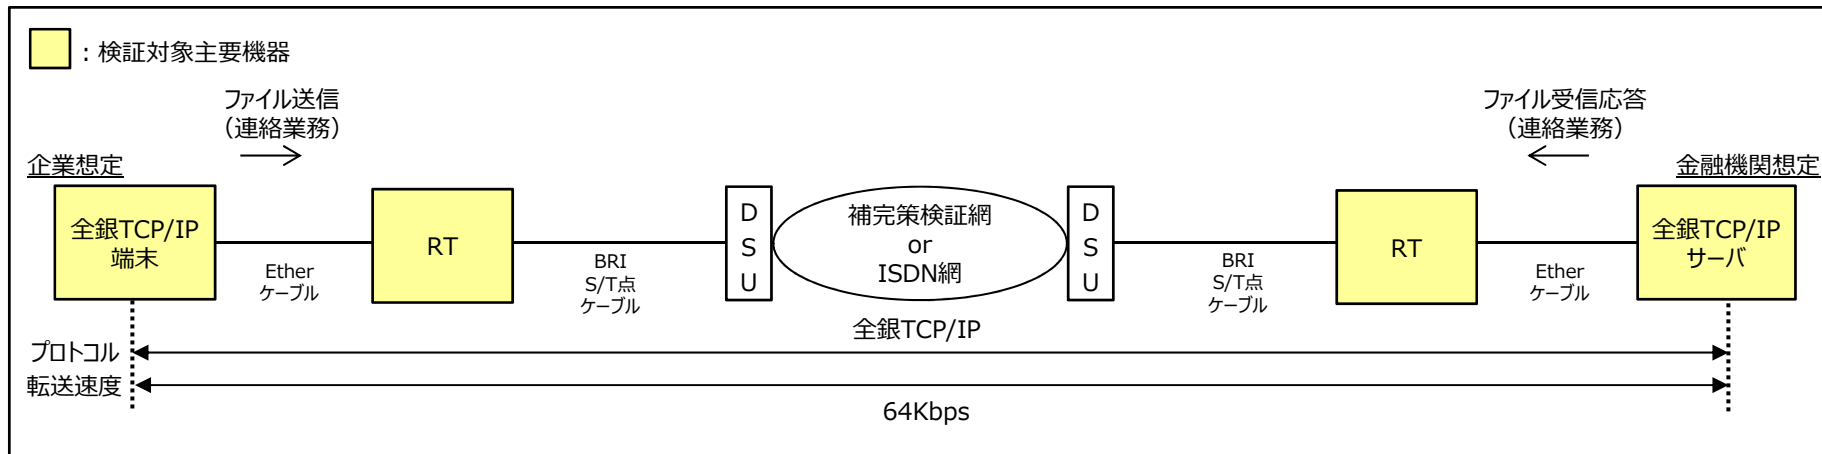 ：検証対象主要機器
ファイル送信
（連絡業務）
ファイル受信応答
（連絡業務）
企業想定
金融機関想定
全銀TCP/IP
端末
Ether
ケーブル
RT
BRI
S/T点
ケーブル
D
S
U
補完策検証網
or
ISDN網
D
S
U
BRI
S/T点
ケーブル
RT
Ether
ケーブル
全銀TCP/IP
サーバ
全銀TCP/IP
プロトコル
転送速度
64Kbps